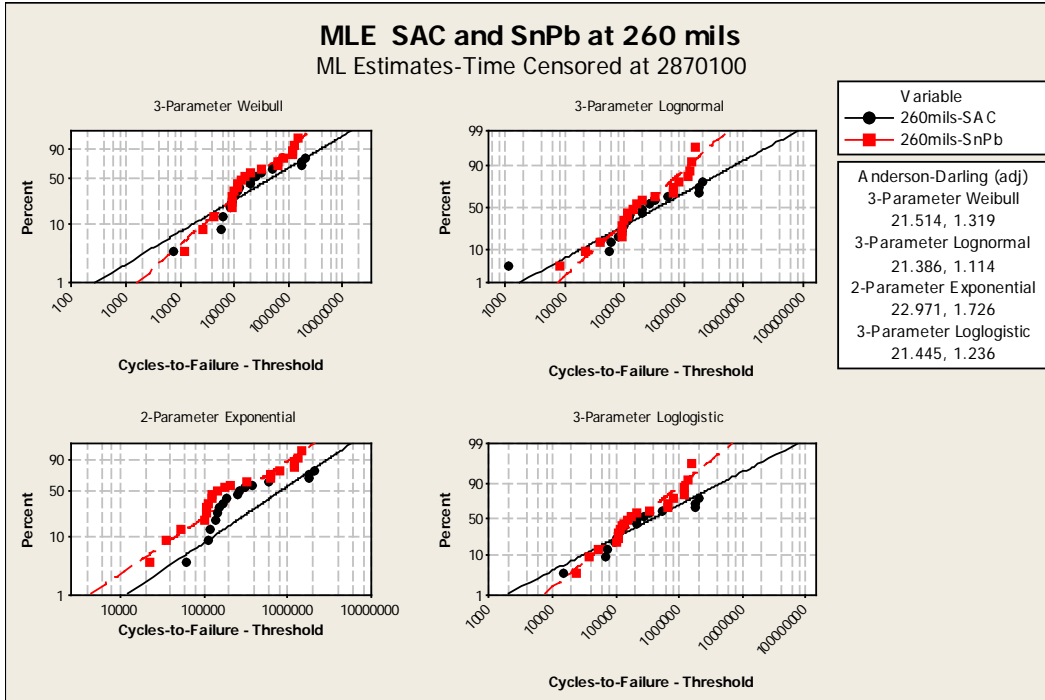 MLE SAC and SnPb at 260 mils
ML Estimates-Time Censored at 2870100
3-Parameter Weibull
Percent
90
50
10
1
100
1000
10000
100000
1000000
10000000
Cycles-to-Failure - Threshold
3-Parameter Lognormal
Percent
99
90
50
10
1
1000
10000
100000
1000000
10000000
100000000
Cycles-to-Failure - Threshold
Variable
260mils-SAC
260mils-SnPb
Anderson-Darling (adj)
3-Parameter Weibull
21.514, 1.319
3-Parameter Lognormal
21.386, 1.114
2-Parameter Exponential
22.971, 1.726
3-Parameter Loglogistic
21.445, 1.236
2-Parameter Exponential
Percent
90
50
10
1
10000
100000
1000000
10000000
Cycles-to-Failure - Threshold
3-Parameter Loglogistic
Percent
99
90
50
10
1
1000
10000
100000
1000000
10000000
100000000
Cycles-to-Failure - Threshold